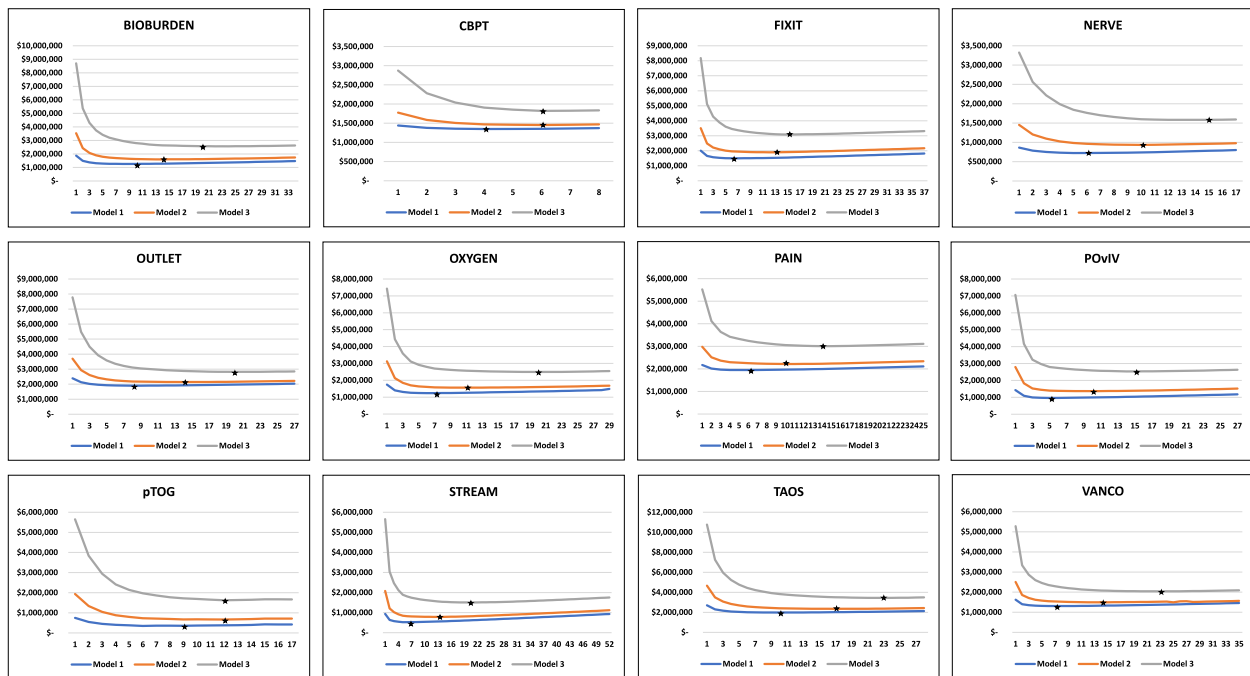 BIOBURDEN
$10,000,000
$9,000,000
$8,000,000
$7,000,000
$6,000,000
$5,000,000
$4,000,000
$3,000,000
$2,000,000
$1,000,000
$-
1 3 5 7 9 11 13 15 17 19 21 23 25 27 29 31 33
Model 1 Model 2 Model 3
CBPT
$3,500,000
$3,000,000
$2,500,000
$2,000,000
$1,500,000
$1,000,000
$500,000
$-
1 2 3 4 5 6 7 8
Model 1 Model 2 Model 3
FIXIT
$9,000,000
$8,000,000
$7,000,000
$6,000,000
$5,000,000
$4,000,000
$3,000,000
$2,000,000
$1,000,000
$-
1 3 5 7 9 11 13 15 17 19 21 23 25 27 29 31 33 35 37
Model 1 Model 2 Model 3
NERVE
$3,500,000
$3,000,000
$2,500,000
$2,000,000
$1,500,000
$1,000,000
$500,000
$-
1 2 3 4 5 6 7 8 9 10 11 12 13 14 15 16 17
Model 1 Model 2 Model 3
OUTLET
$9,000,000
$8,000,000
$7,000,000
$6,000,000
$5,000,000
$4,000,000
$3,000,000
$2,000,000
$1,000,000
$-
1 3 5 7 9 11 13 15 17 19 21 23 25 27
Model 1 Model 2 Model 3
OXYGEN
$8,000,000
$7,000,000
$6,000,000
$5,000,000
$4,000,000
$3,000,000
$2,000,000
$1,000,000
$-
1 3 5 7 9 11 13 15 17 19 21 23 25 27 29
Model 1 Model 2 Model 3
PAIN
$6,000,000
$5,000,000
$4,000,000
$3,000,000
$2,000,000
$1,000,000
$-
1 2 3 4 5 6 7 8 9 10 11 12 13 14 15 16 17 18 19 20 21 22 23 24 25
Model 1 Model 2 Model 3
POvIV
$8,000,000
$7,000,000
$6,000,000
$5,000,000
$4,000,000
$3,000,000
$2,000,000
$1,000,000
$-
1 3 5 7 9 11 13 15 17 19 21 23 25 27
Model 1 Model 2 Model 3
pTOG
$6,000,000
$5,000,000
$4,000,000
$3,000,000
$2,000,000
$1,000,000
$-
1 2 3 4 5 6 7 8 9 10 11 12 13 14 15 16 17
Model 1 Model 2 Model 3
STREAM
$6,000,000
$5,000,000
$4,000,000
$3,000,000
$2,000,000
$1,000,000
$-
1 4 7 10 13 16 19 22 25 28 31 34 37 40 43 46 49 52
Model 1 Model 2 Model 3
TAOS
$12,000,000
$10,000,000
$8,000,000
$6,000,000
$4,000,000
$2,000,000
$-
1 3 5 7 9 11 13 15 17 19 21 23 25 27
Model 1 Model 2 Model 3
VANCO
$6,000,000
$5,000,000
$4,000,000
$3,000,000
$2,000,000
$1,000,000
$-
1 3 5 7 9 11 13 15 17 19 21 23 25 27 29 31 33 35
Model 1 Model 2 Model 3